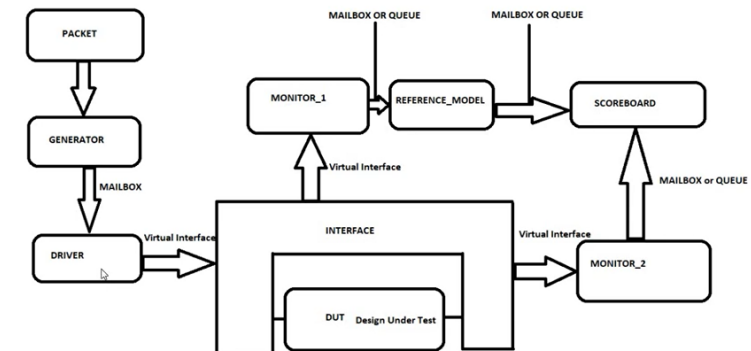 PACKET
GENERATOR
MAILBOX
DRIVER
Virtual Interface
MAILBOX OR QUEUE
MAILBOX OR QUEUE
MONITOR_1
REFERENCE_MODEL
SCOREBOARD
Virtual Interface
MAILBOX or QUEUE
INTERFACE
Virtual Interface
MONITOR_2
DUT Design Under Test